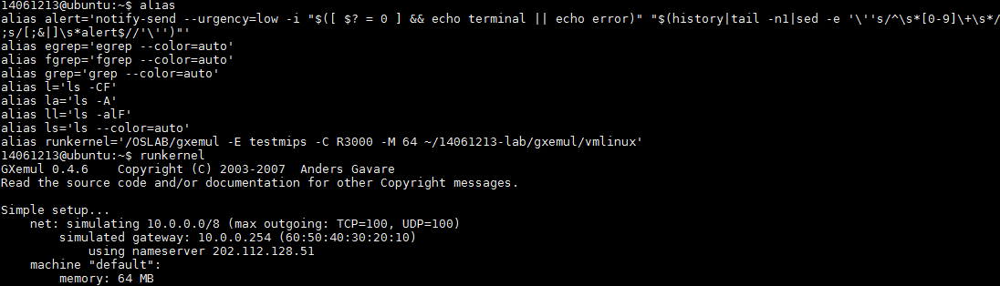 14061213@ubuntu:~$ alias
alias alert='notify-send --urgency=low -i "$([ $? = 0 ] && echo terminal || echo error)" "$(history|tail -n1|sed -e '\''s/^\s*[0-9]\+\s*//
;s/[;&|]\s*alert$//'\'')"'
alias egrep='egrep --color=auto'
alias fgrep='fgrep --color=auto'
alias grep='grep --color=auto'
alias l='ls -CF'
alias la='ls -A'
alias ll='ls -alF'
alias ls='ls --color=auto'
alias runkernel='/OSLAB/gxemul -E testmips -C R3000 -M 64 ~/14061213-lab/gxemul/vmlinux'
14061213@ubuntu:~$ runkernel
GXemul 0.4.6    Copyright (C) 2003-2007  Anders Gavare
Read the source code and/or documentation for other Copyright messages.

Simple setup...
    net: simulating 10.0.0.0/8 (max outgoing: TCP=100, UDP=100)
        simulated gateway: 10.0.0.254 (60:50:40:30:20:10)
            using nameserver 202.112.128.51
    machine "default":
        memory: 64 MB